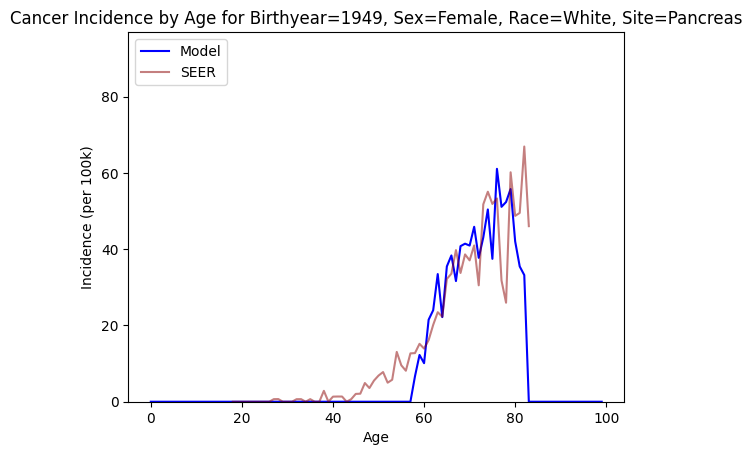 Cancer Incidence by Age for Birthyear=1949, Sex=Female, Race=White, Site=Pancreas
Model
SEER
80
60
40
20
0
Incidence (per 100k)
0 20 40 60 80 100
Age